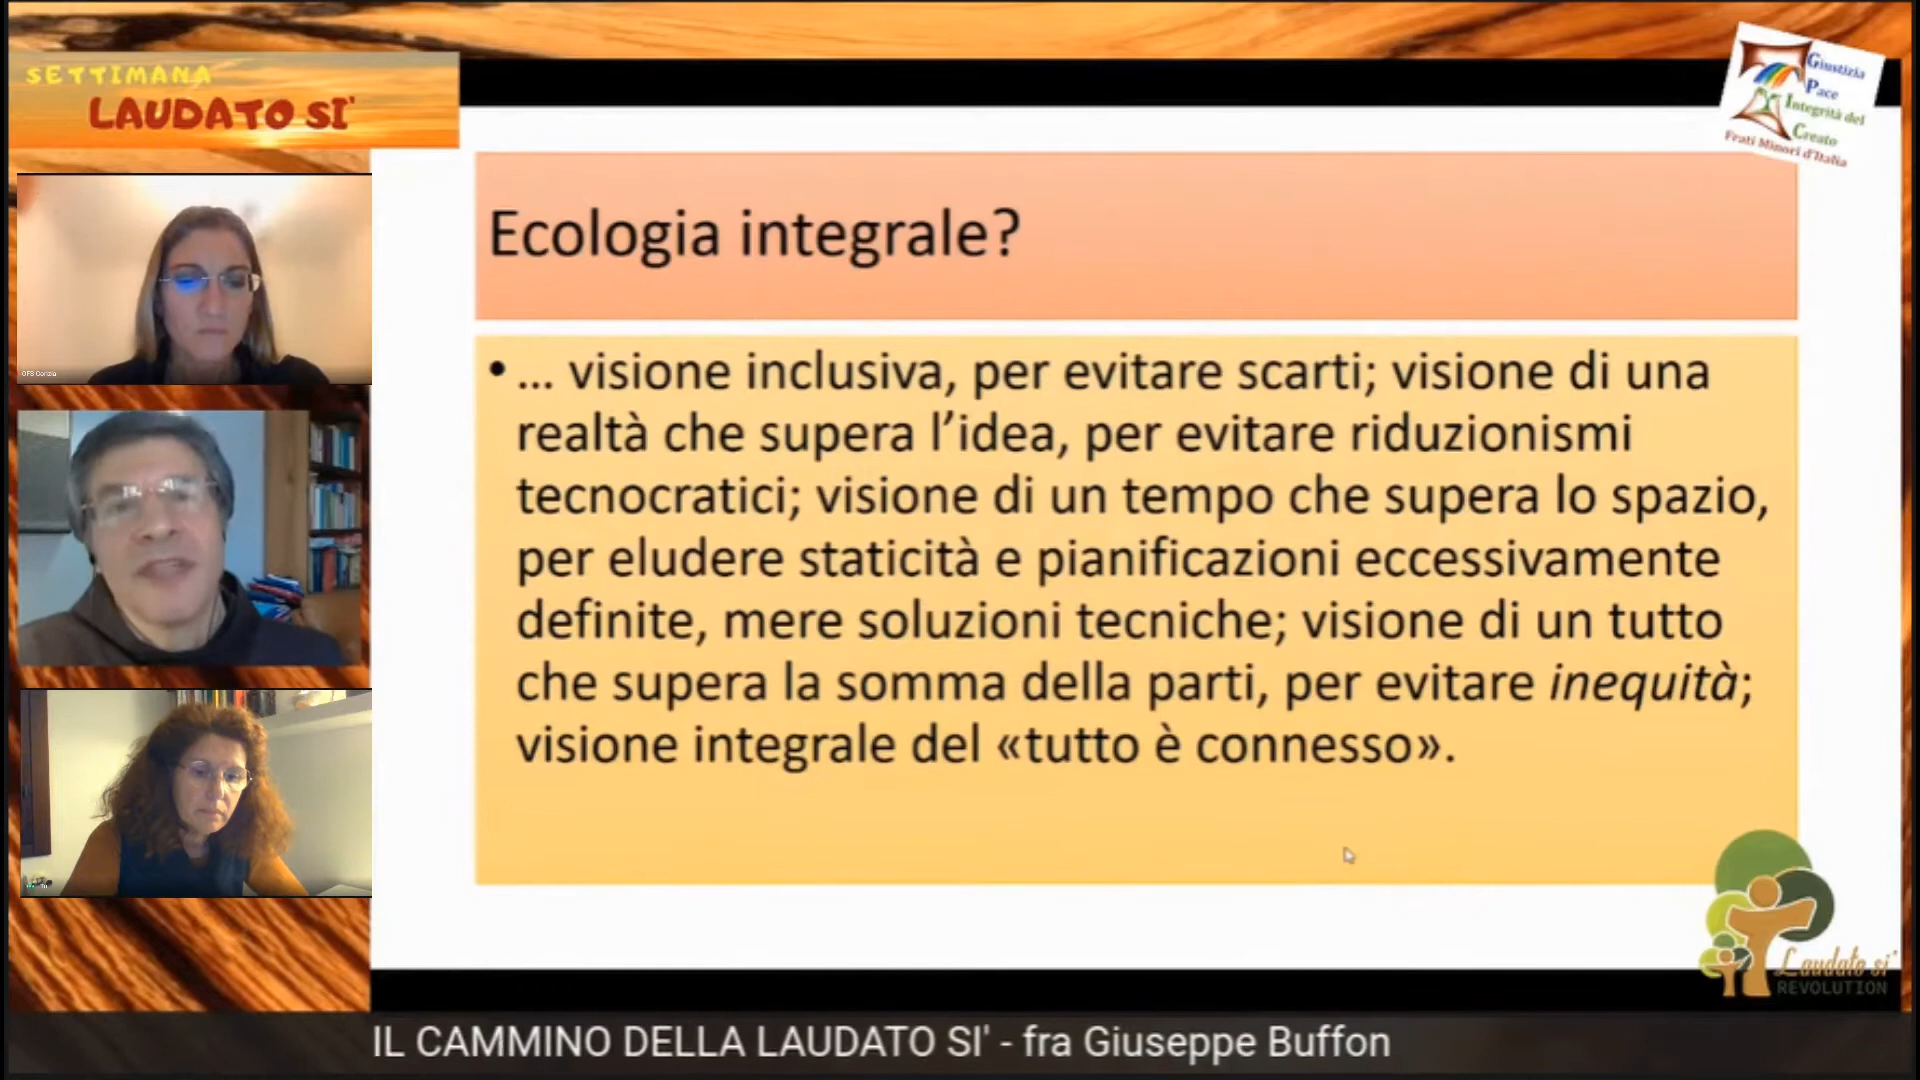 SETTIMANA
LAUDATO SI'
Giustizia
Pace
Integrità del
Creato
Frati Minori d'Italia
OFS Gorizia
Ecologia integrale?
• ... visione inclusiva, per evitare scarti; visione di una
realtà che supera l’idea, per evitare riduzionismi
tecnocratici; visione di un tempo che supera lo spazio,
per eludere staticità e pianificazioni eccessivamente
definite, mere soluzioni tecniche; visione di un tutto
che supera la somma della parti, per evitare inequità;
visione integrale del «tutto è connesso».
Laudato si'
REVOLUTION
IL CAMMINO DELLA LAUDATO SI' - fra Giuseppe Buffon